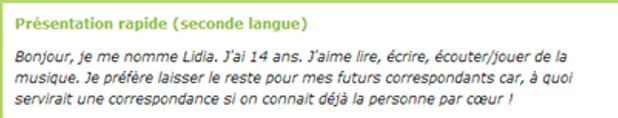 Présentation rapide (seconde langue)
Bonjour, je me nomme Lidia. J'ai 14 ans. J'aime lire, écrire, écouter/jouer de la
musique. Je préfère laisser le reste pour mes futurs correspondants car, à quoi
servirait une correspondance si on connait déjà la personne par cœur !